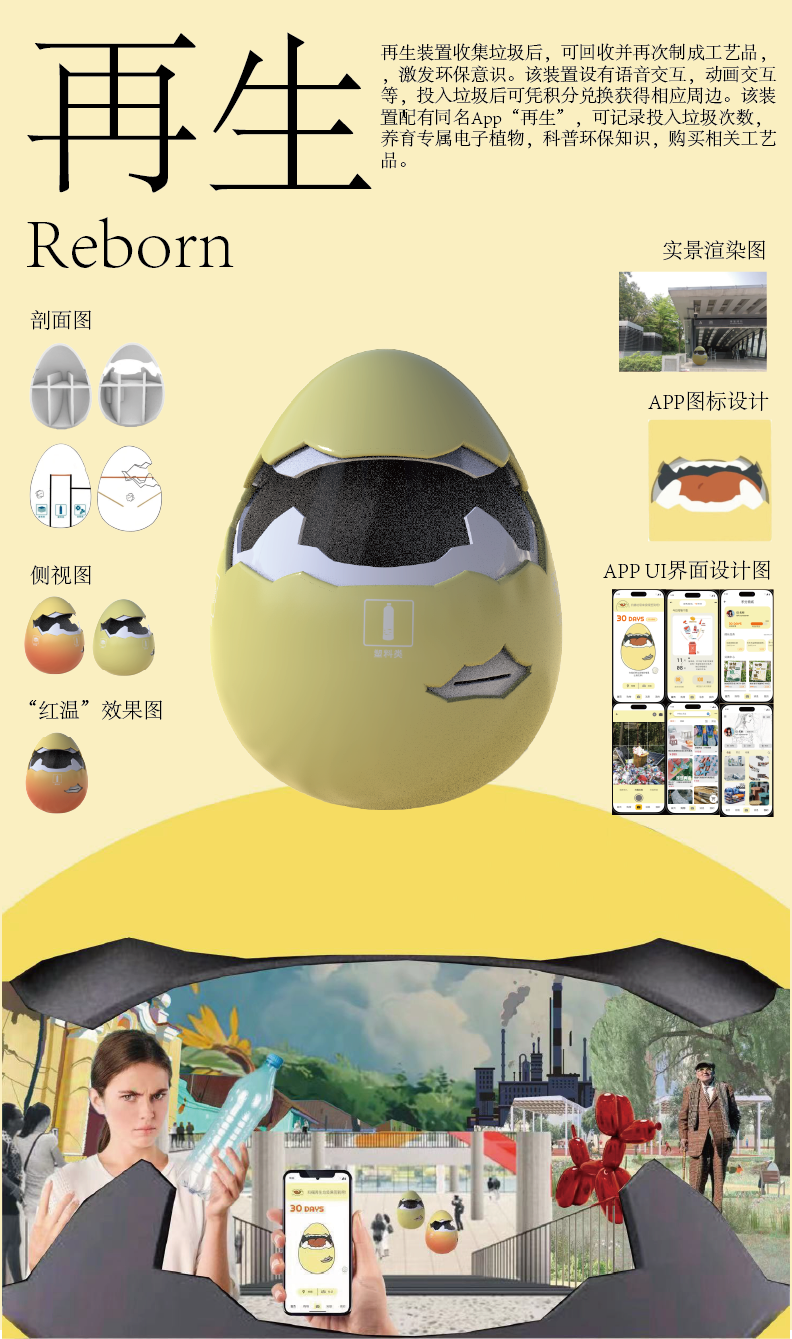 再生
Reborn
再生装置收集垃圾后，可回收并再次制成工艺品，
，激发环保意识。该装置设有语音交互，动画交互
等，投入垃圾后可凭积分兑换获得相应周边。该装
置配有同名App“再生”，可记录投入垃圾次数，
养育专属电子植物，科普环保知识，购买相关工艺
品。
实景渲染图
剖面图
APP图标设计
侧视图
APP UI界面设计图
30 DAYS
塑料类
“红温”效果图
30 DAYS